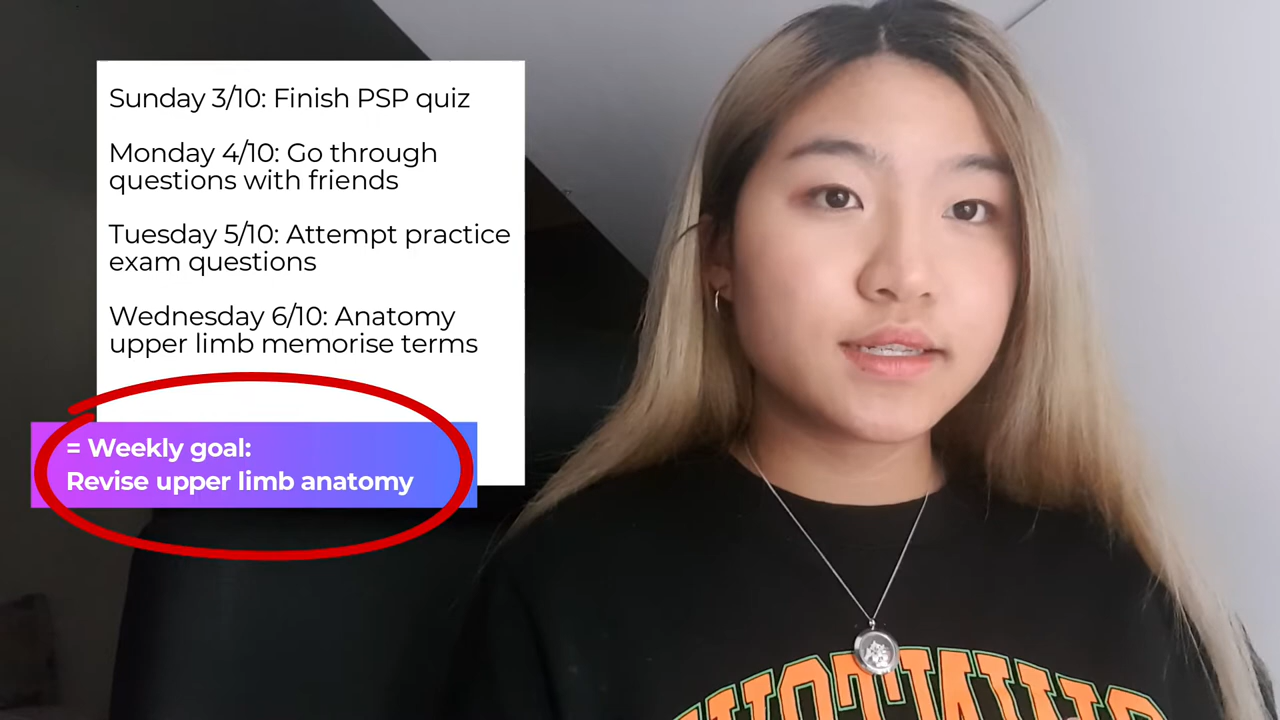 Sunday 3/10: Finish PSP quiz
Monday 4/10: Go through
questions with friends
Tuesday 5/10: Attempt practice
exam questions
Wednesday 6/10: Anatomy
upper limb memorise terms
= Weekly goal:
Revise upper limb anatomy